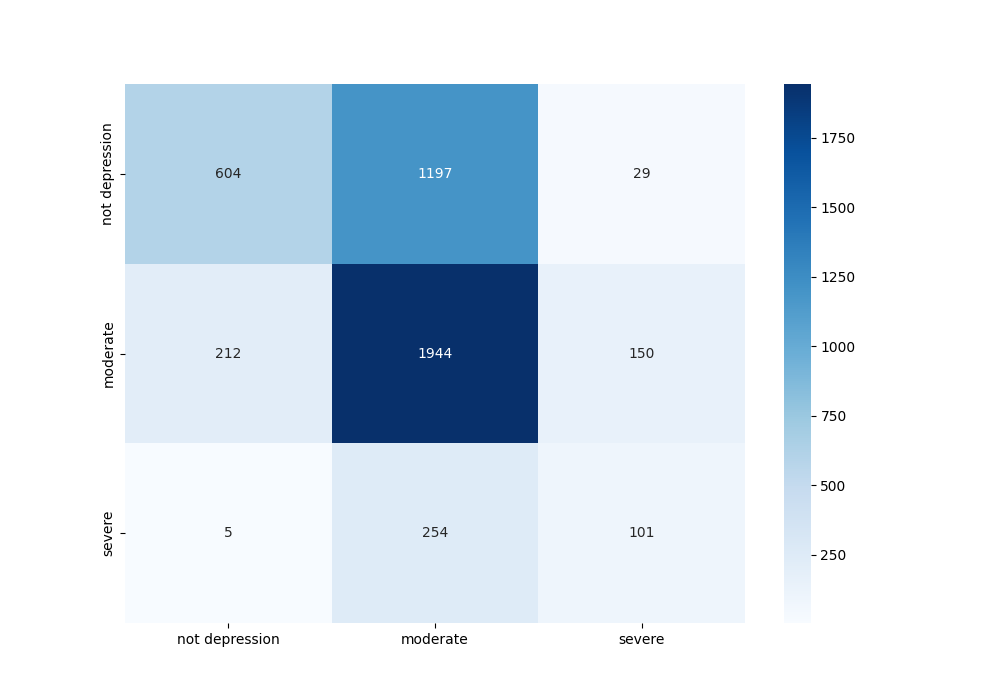 not depression
604
1197
29
moderate
212
1944
150
severe
5
254
101
not depression
moderate
severe
1750
1500
1250
1000
750
500
250